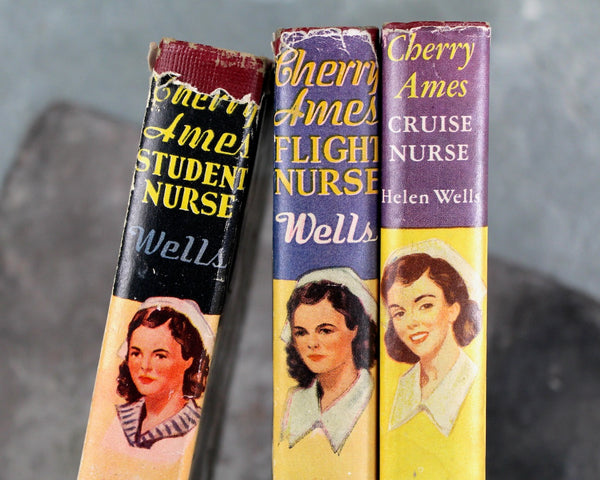 Cherry
Ames
STUDENT
NURSE
Wells
Cherry
Ames
FLIGHT
NURSE
Wells
Cherry
Ames
CRUISE
NURSE
Helen Wells